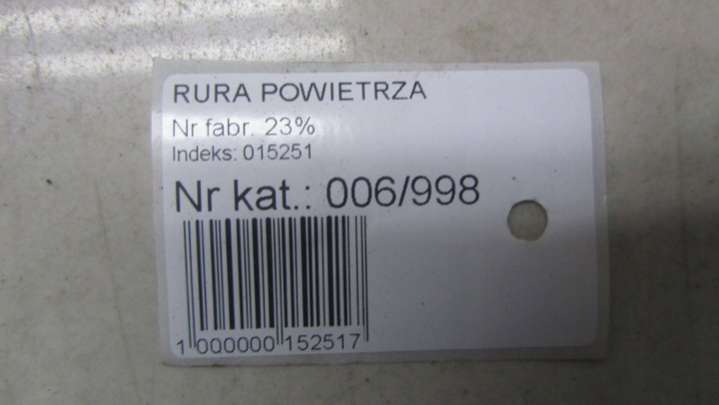 RURA POWIETRZA
Nr fabr. 23%
Indeks: 015251
Nr kat.: 006/998
1 000000 152517